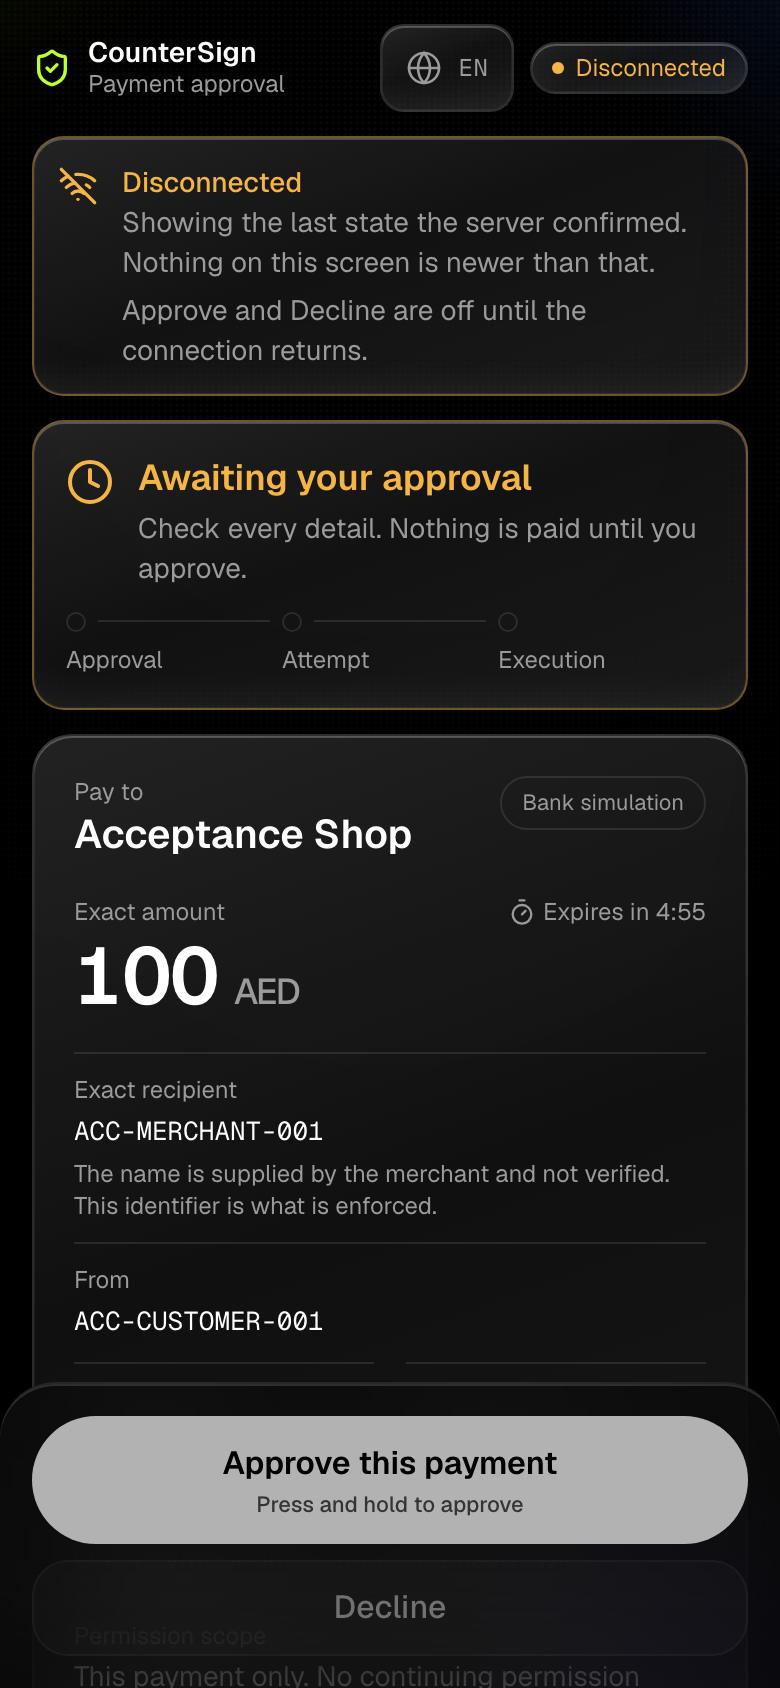 CounterSign
Payment approval
EN
Disconnected
Disconnected
Showing the last state the server confirmed.
Nothing on this screen is newer than that.
Approve and Decline are off until the
connection returns.
Awaiting your approval
Check every detail. Nothing is paid until you
approve.
Approval
Attempt
Execution
Pay to
Bank simulation
Acceptance Shop
Exact amount
Expires in 4:55
100 AED
Exact recipient
ACC-MERCHANT-001
The name is supplied by the merchant and not verified.
This identifier is what is enforced.
From
ACC-CUSTOMER-001
Approve this payment
Press and hold to approve
Decline
Permission scope
This payment only. No continuing permission